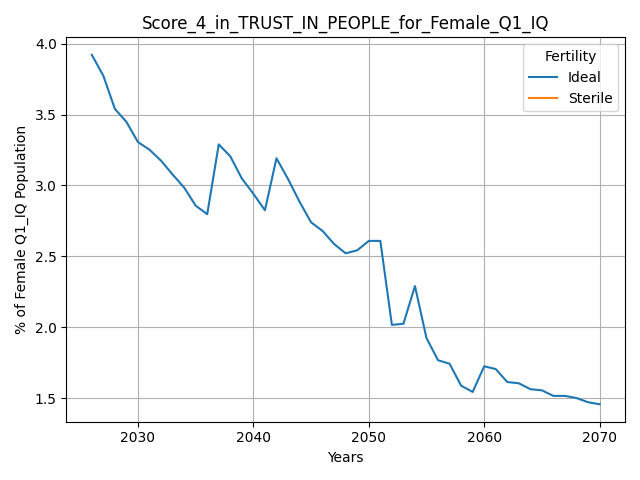 Score_4_in_TRUST_IN_PEOPLE_for_Female_Q1_IQ
Fertility
Ideal
Sterile
% of Female Q1_IQ Population
4.0
3.5
3.0
2.5
2.0
1.5
2030 2040 2050 2060 2070
Years